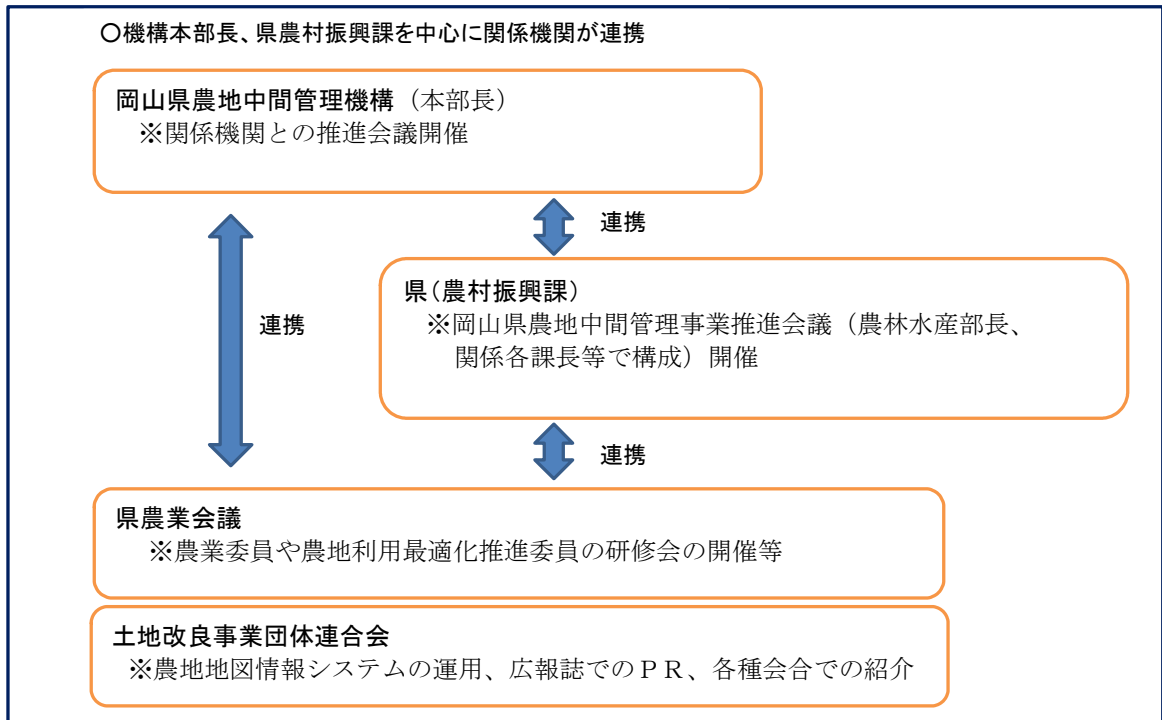 〇機構本部長、県農村振興課を中心に関係機関が連携
岡山県農地中間管理機構（本部長）
※関係機関との推進会議開催
連携
県（農村振興課）
※岡山県農地中間管理事業推進会議（農林水産部長、
関係各課長等で構成）開催
連携
連携
県農業会議
※農業委員や農地利用最適化推進委員の研修会の開催等
土地改良事業団体連合会
※農地地図情報システムの運用、広報誌でのＰＲ、各種会合での紹介